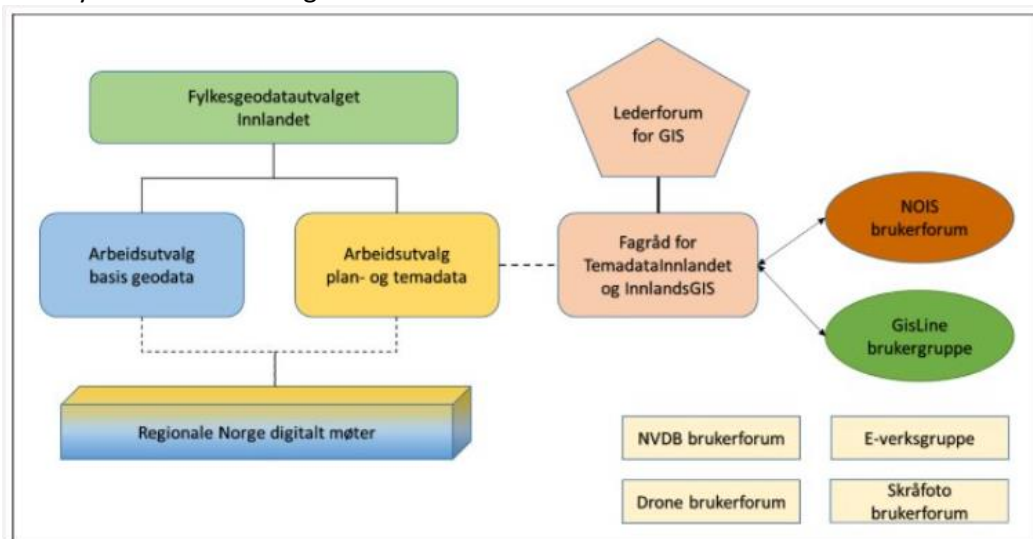 Fylkesgeodatautvalget
Innlandet
Lederforum
for GIS
Arbeidsutvalg
basis geodata
Arbeidsutvalg
plan- og temadata
Fagråd for
TemadataInnlandet
og InnlandsGIS
NOIS
brukerforum
GisLine
brukergruppe
Regionale Norge digitalt møter
NVDB brukerforum
E-verksgruppe
Drone brukerforum
Skråfoto
brukerforum